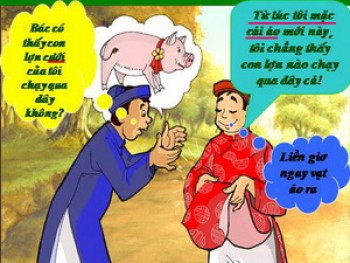 Bác có
thấy con
lợn cưới
của tôi
chạy qua
đây
không?
Từ lúc tôi mặc
cái áo mới này,
tôi chẳng thấy
con lợn nào chạy
qua đây cả!
Liền giơ
ngay vạt
áo ra